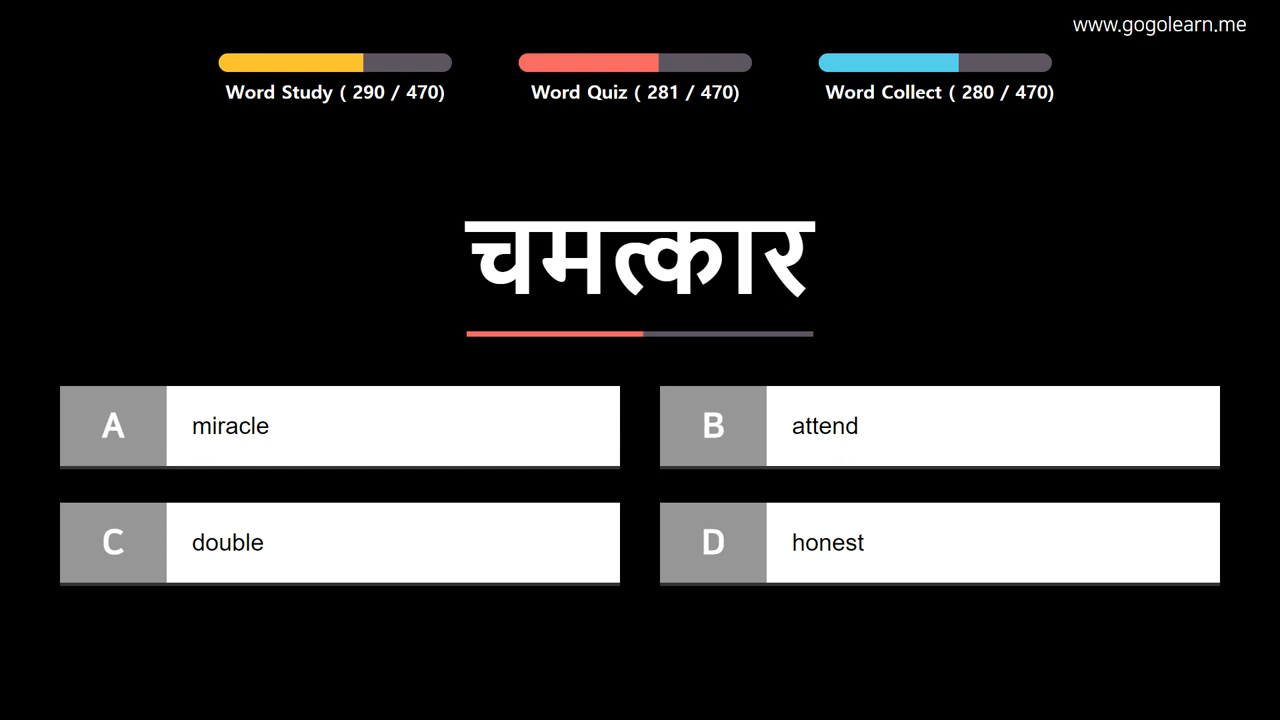 www.gogolearn.me
Word Study ( 290 / 470)
Word Quiz ( 281 / 470)
Word Collect ( 280 / 470)
चमत्कार
A miracle
B attend
C double
D honest